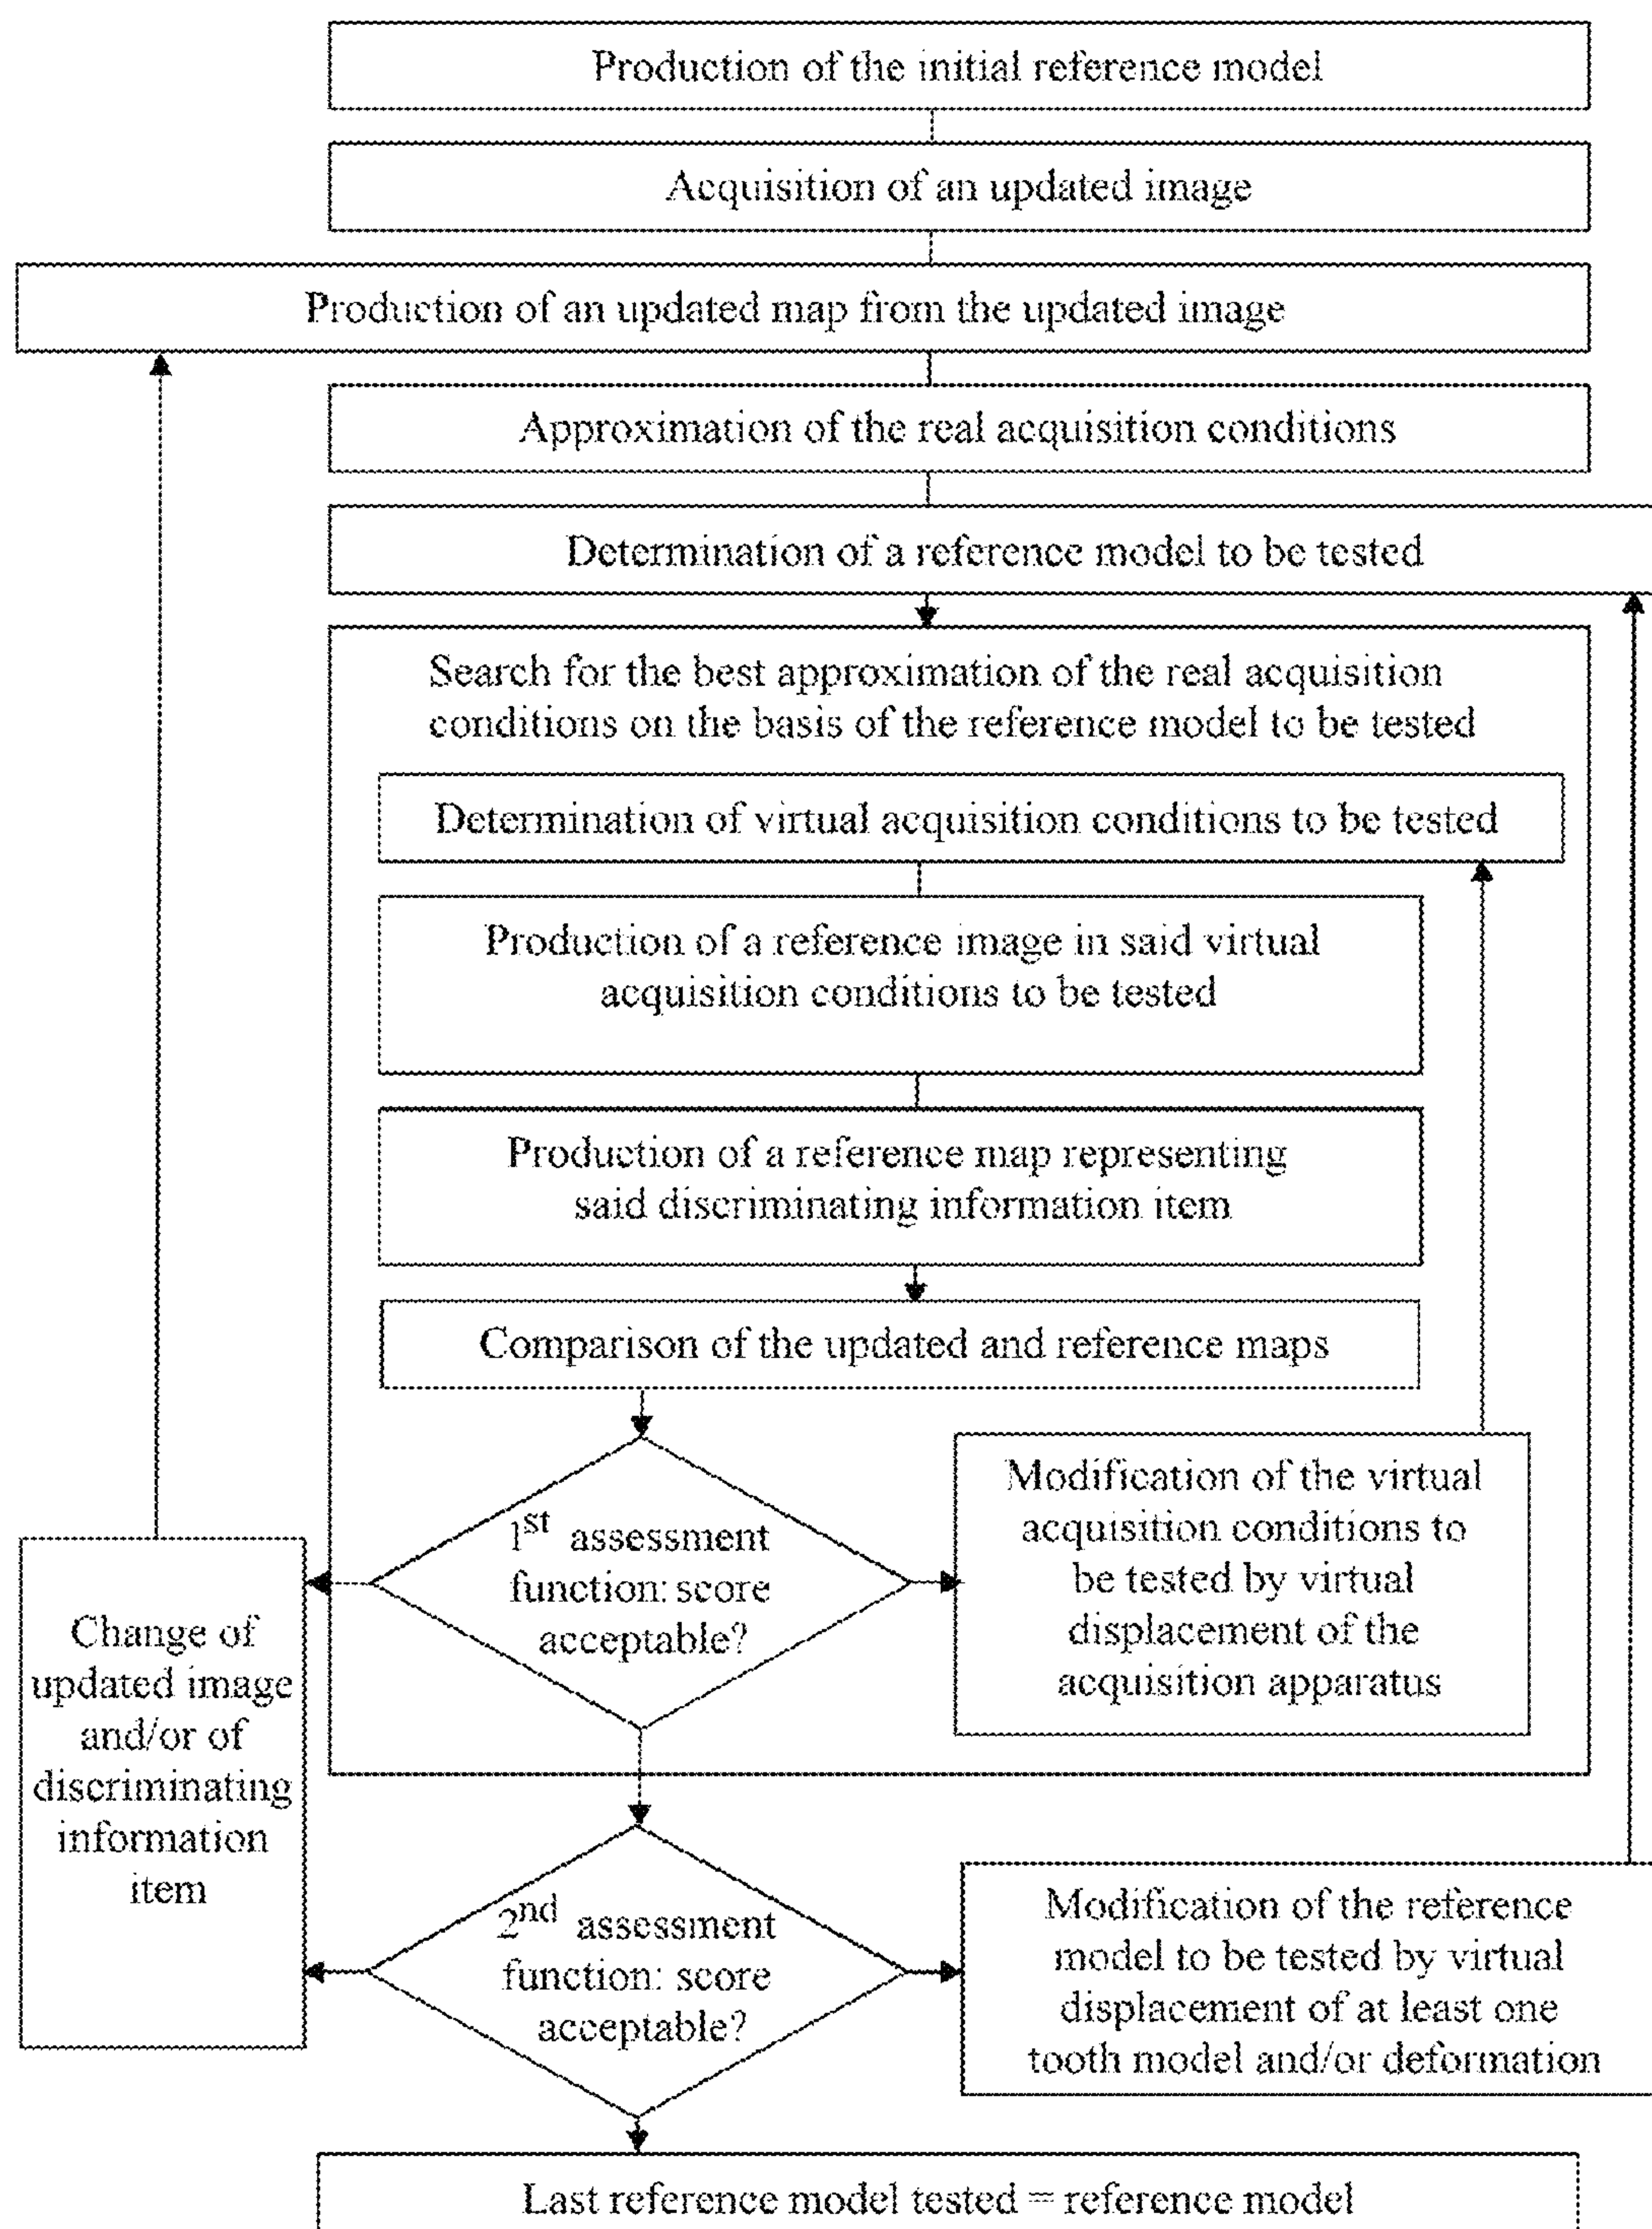 Production of the initial reference model
Acquisition of an updated image
Production of an updated map from the updated image
Approximation of the real acquisition conditions
Determination of a reference model to be tested
Search for the best approximation of the real acquisition
conditions on the basis of the reference model to be tested
Determination of virtual acquisition conditions to be tested
Production of a reference image in said virtual
acquisition conditions to be tested
Production of a reference map representing
said discriminating information item
Comparison of the updated and reference maps
1st assessment
function: score
acceptable?
Modification of the virtual
acquisition conditions to
be tested by virtual
displacement of the
acquisition apparatus
Change of
updated image
and/or of
discriminating
information
item
2nd assessment
function: score
acceptable?
Modification of the reference
model to be tested by virtual
displacement of at least one
tooth model and/or deformation
Last reference model tested = reference model